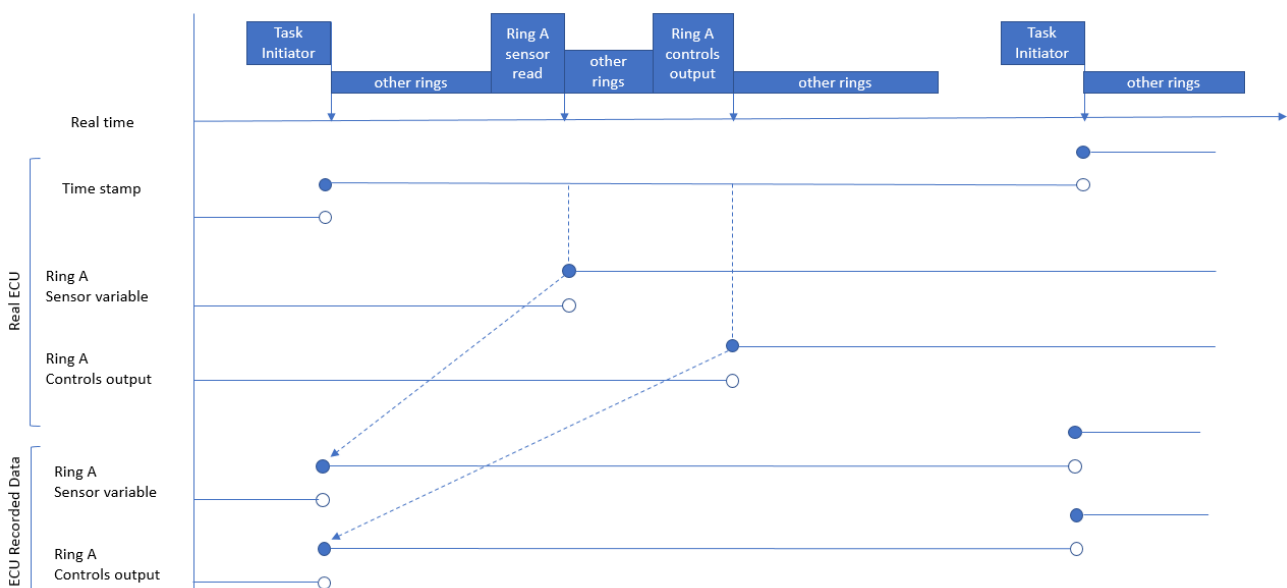 Task
Initiator
other rings
Ring A
sensor
read
other
rings
Ring A
controls
output
other rings
Task
Initiator
other rings
Real time
Real ECU
Time stamp
Ring A
Sensor variable
Ring A
Controls output
ECU Recorded Data
Ring A
Sensor variable
Ring A
Controls output